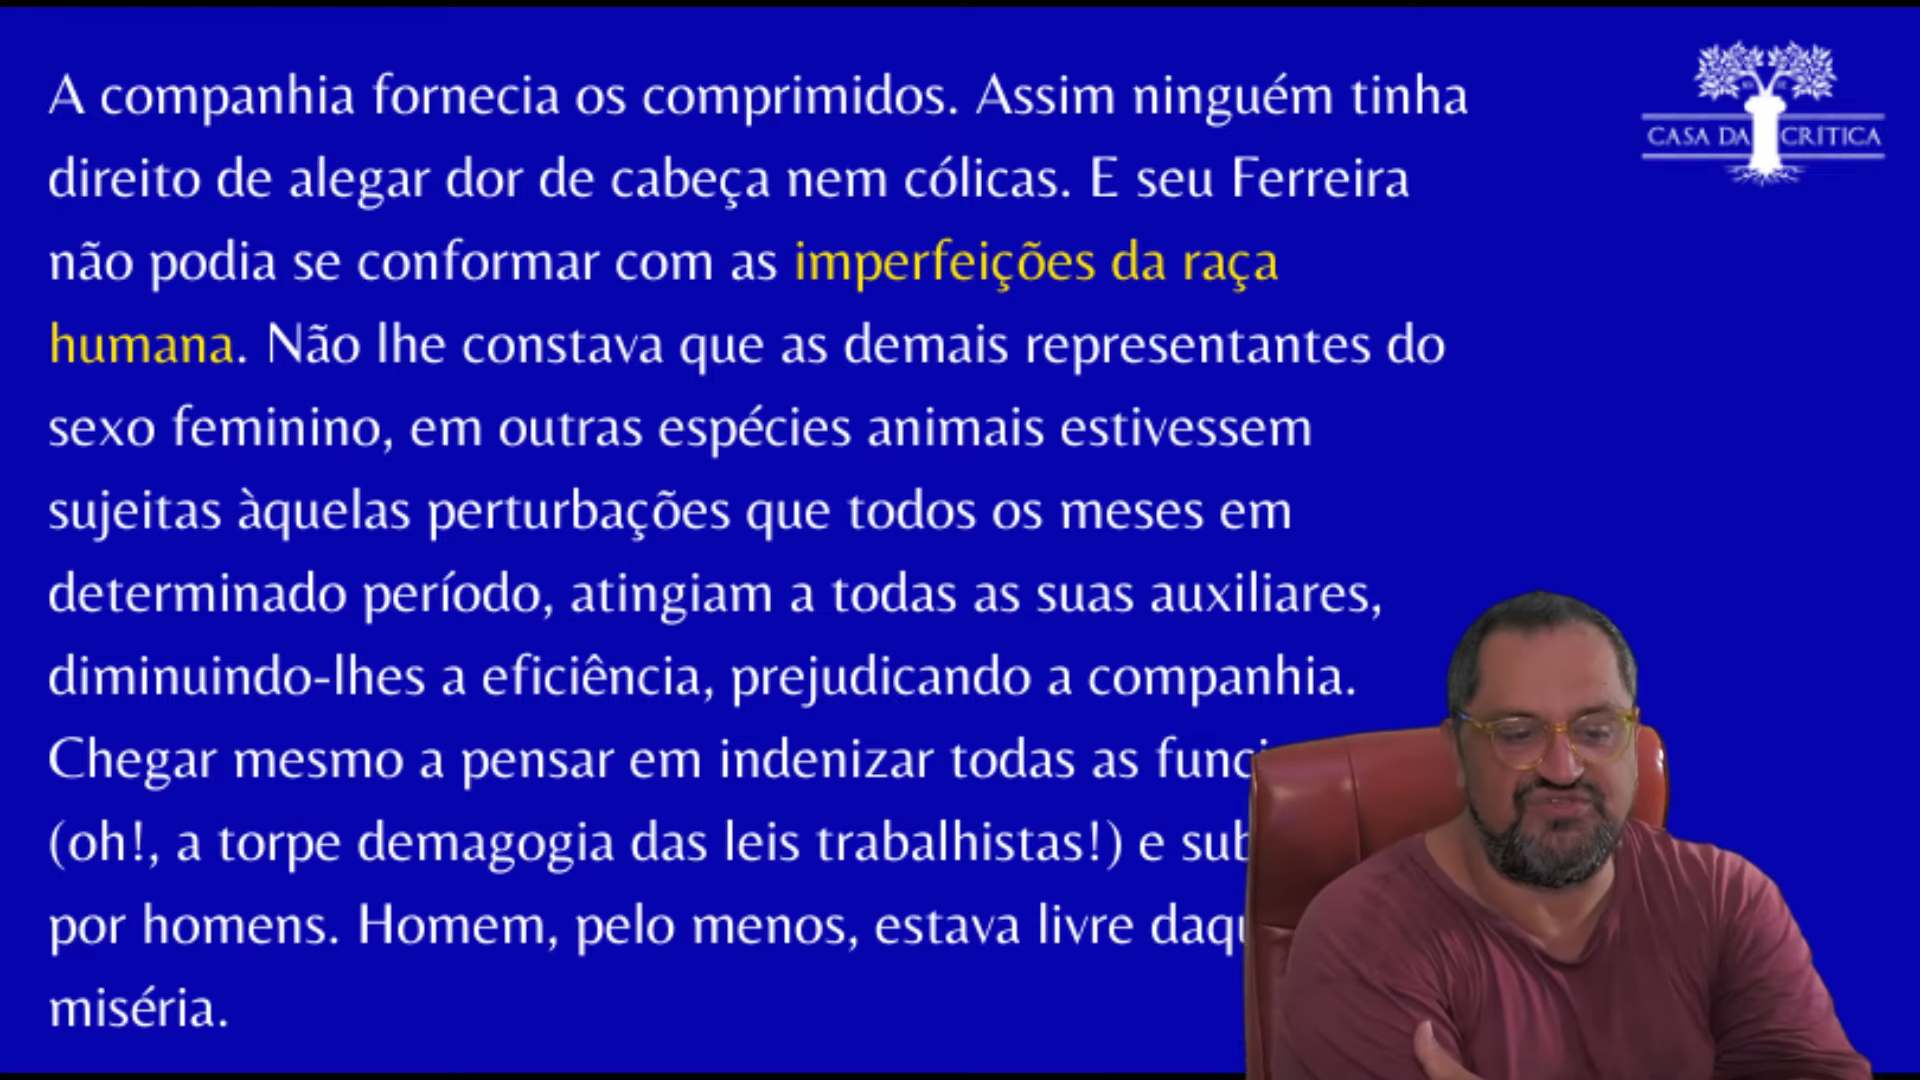 A companhia fornecia os comprimidos. Assim ninguém tinha
direito de alegar dor de cabeça nem cólicas. E seu Ferreira
não podia se conformar com as imperfeições da raça
humana. Não lhe constava que as demais representantes do
sexo feminino, em outras espécies animais estivessem
sujeitas àquelas perturbações que todos os meses em
determinado período, atingiam a todas as suas auxiliares,
diminuindo-lhes a eficiência, prejudicando a companhia.
Chegar mesmo a pensar em indenizar todas as
(oh!, a torpe demagogia das leis trabalhistas!) e
por homens. Homem, pelo menos, estava livre
miséria.
CASA DA CRÍTICA